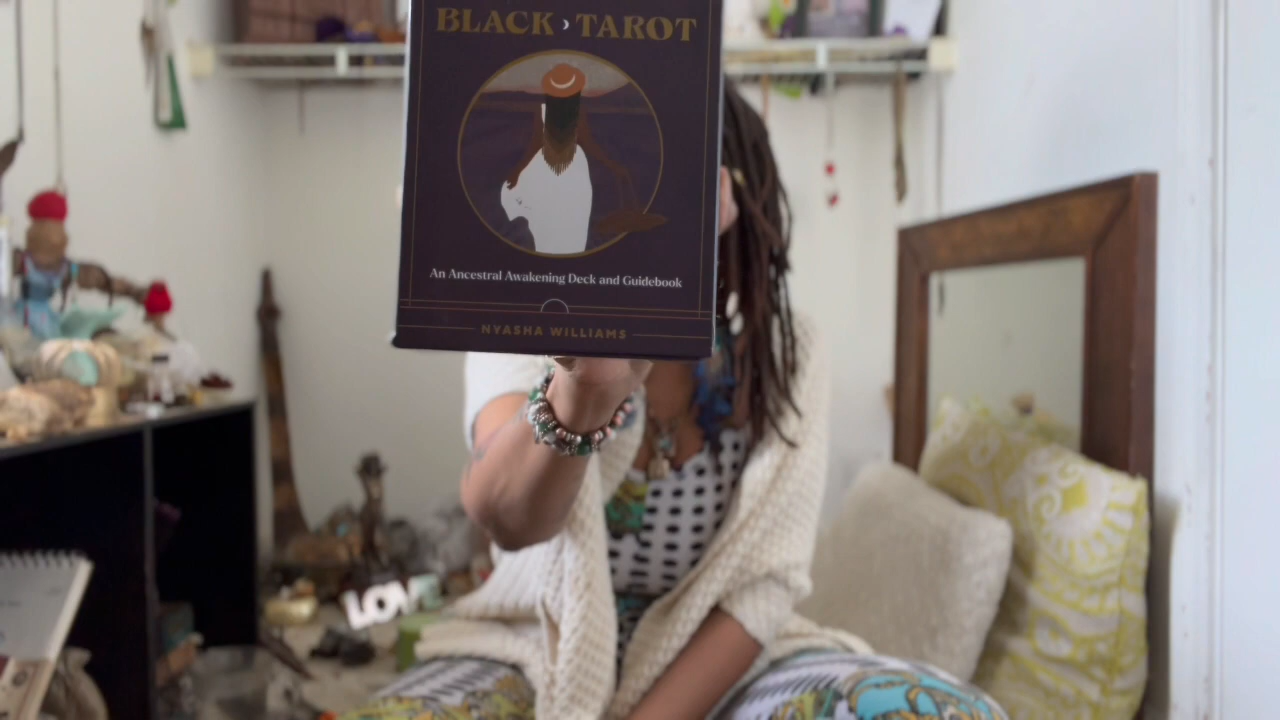 BLACK TAROT
An Ancestral Awakening Deck and Guidebook
NYASHA WILLIAMS
LOVE